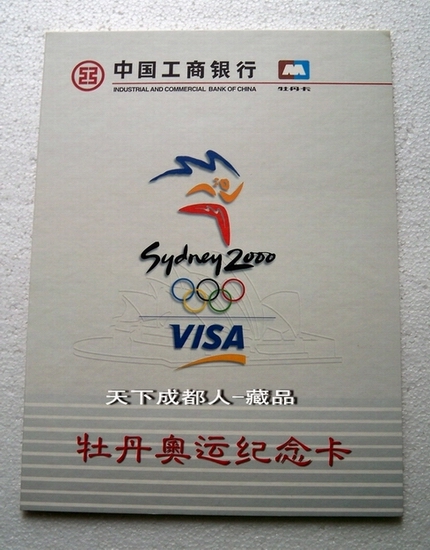 中国工商银行
INDUSTRIAL AND COMMERCIAL BANK OF CHINA
牡丹卡
Sydney 2000
VISA
天下成都人-藏品
牡丹奥运纪念卡